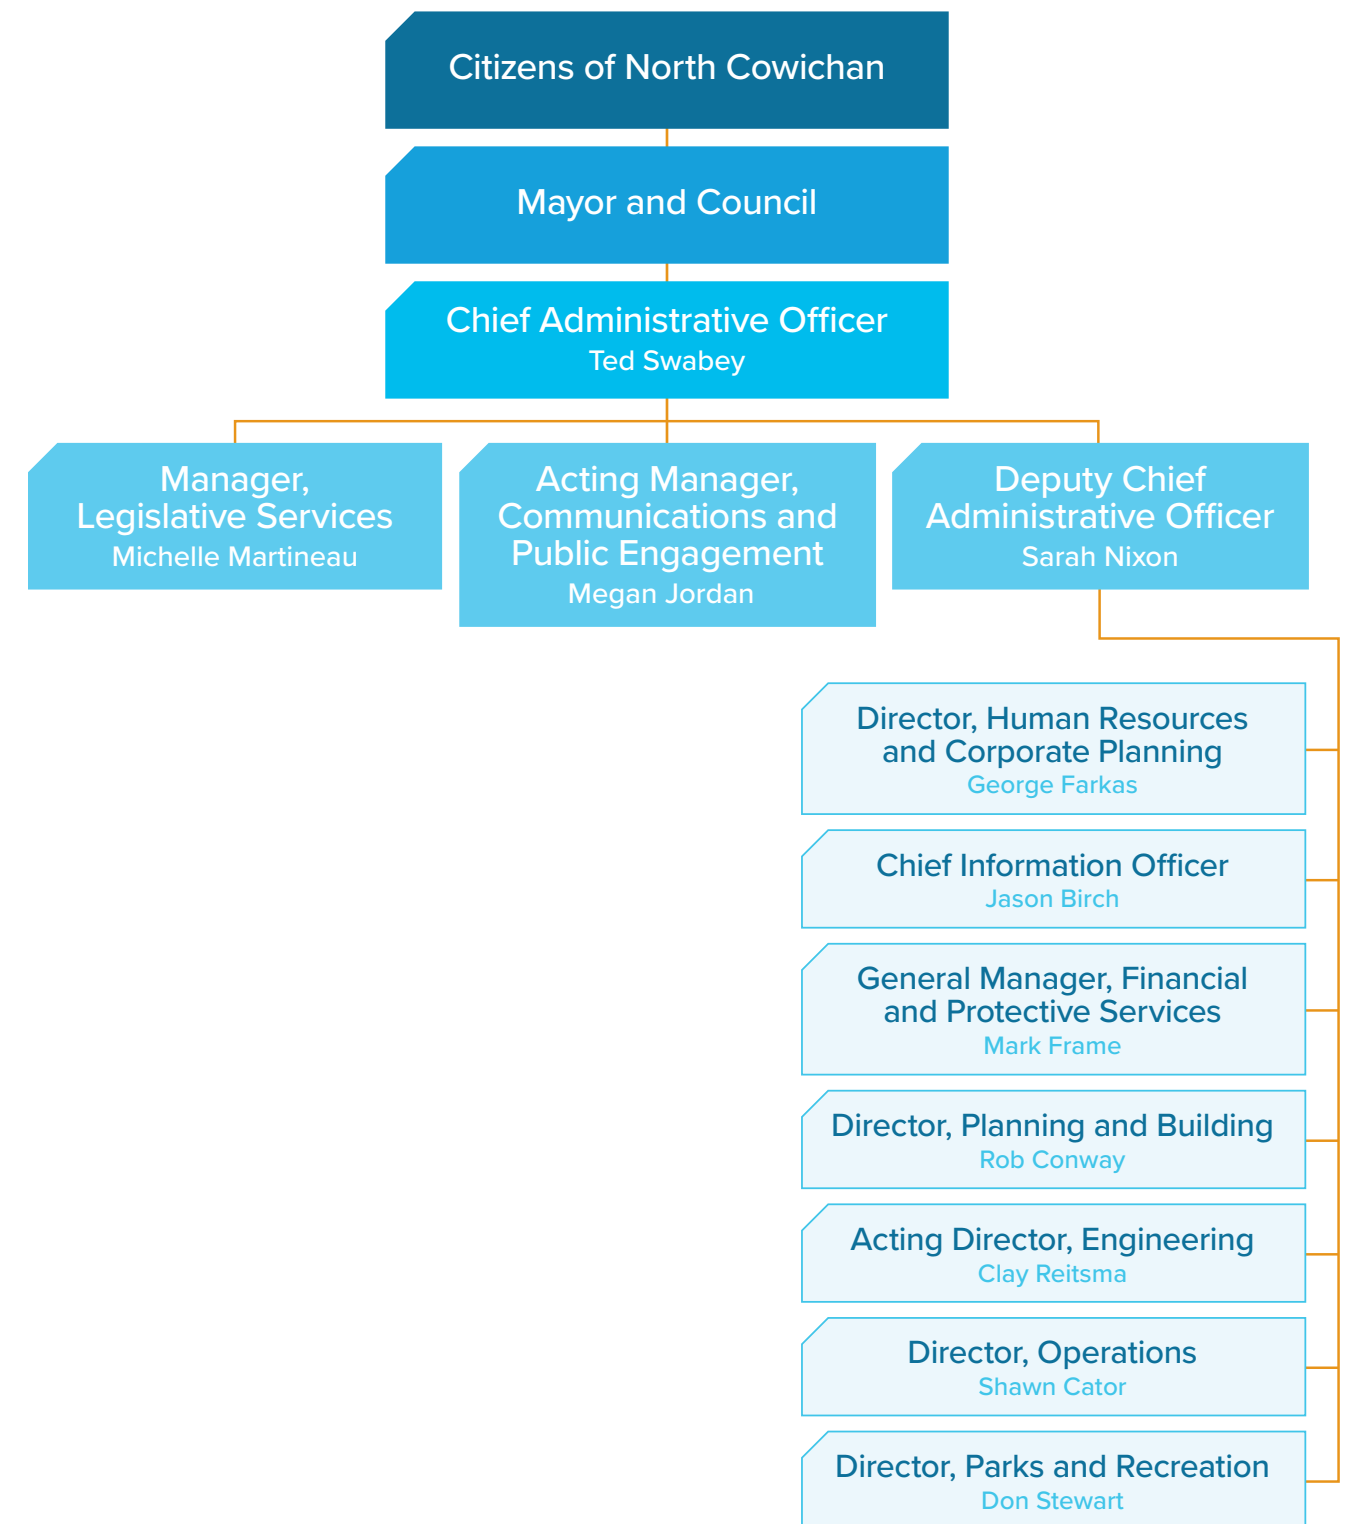 Citizens of North Cowichan
Mayor and Council
Chief Administrative Officer
Ted Swabey
Manager,
Legislative Services
Michelle Martineau
Acting Manager,
Communications and
Public Engagement
Megan Jordan
Deputy Chief
Administrative Officer
Sarah Nixon
Director, Human Resources
and Corporate Planning
George Farkas
Chief Information Officer
Jason Birch
General Manager, Financial
and Protective Services
Mark Frame
Director, Planning and Building
Rob Conway
Acting Director, Engineering
Clay Reitsma
Director, Operations
Shawn Cator
Director, Parks and Recreation
Don Stewart